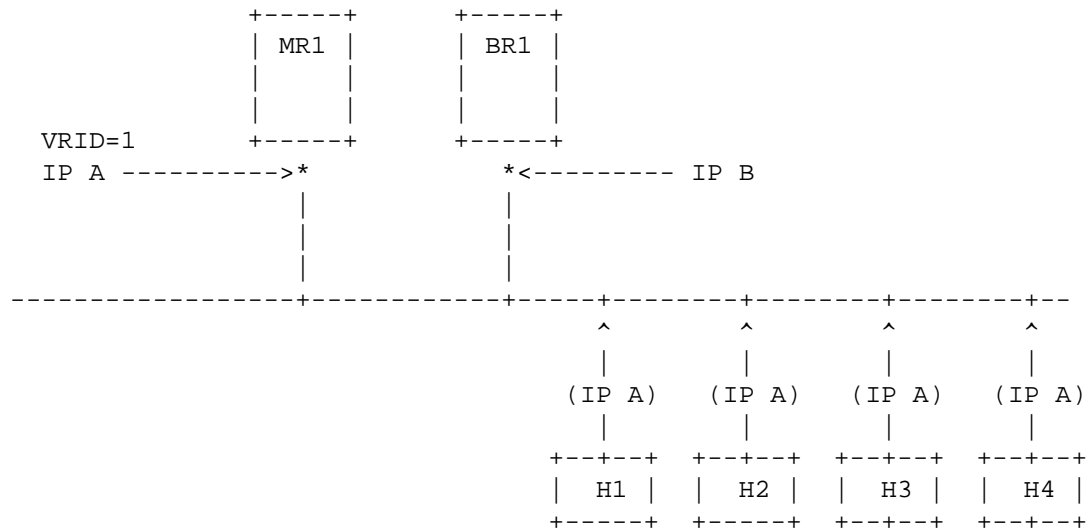 MR1 BR1
VRID=1
IP A IP B
(IP A) (IP A) (IP A) (IP A)
H1 H2 H3 H4